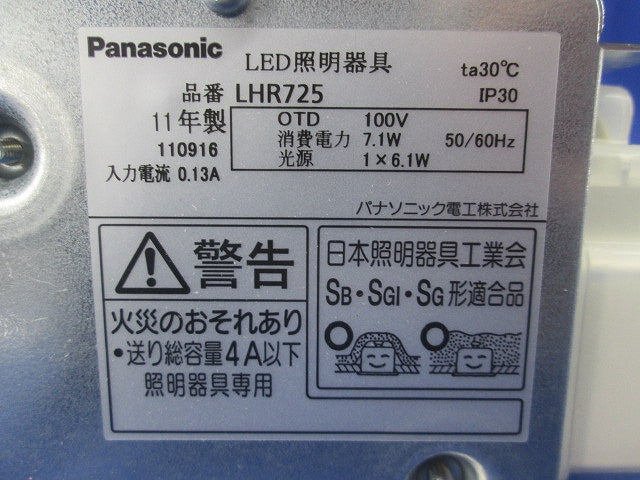 Panasonic LED照明器具 ta30℃
品番 LHR725 IP30
11年製 OTD 100V
110916 消費電力 7.1W 50/60Hz
入力電流 0.13A 光源 1×6.1W
パナソニック電工株式会社
警告
火災のおそれあり
・送り総容量4A以下
照明器具専用
日本照明器具工業会
SB・SGI・SG形適合品